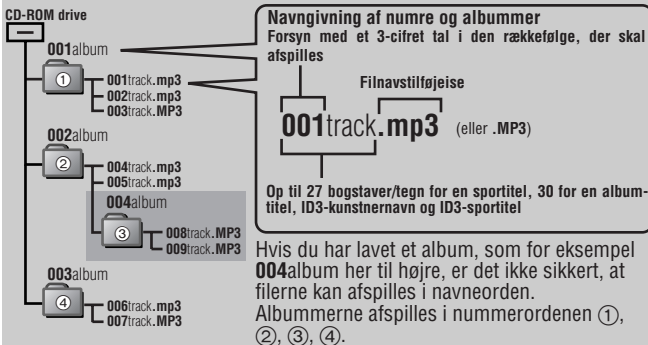 CD-ROM drive
001album
①
001track.mp3
002track.mp3
003track.MP3
002album
②
004track.mp3
005track.mp3
004album
③
008track.MP3
009track.MP3
003album
④
006track.mp3
007track.MP3
Navngivning af numre og albummer
Forsyn med et 3-cifret tal i den rækkefølge, der skal
afspilles
Filnavstilføjeise
001track.mp3 (eller .MP3)
Op til 27 bogstaver/tegn for en sportitel, 30 for en album-
titel, ID3-kunstnernavn og ID3-sportitel
Hvis du har lavet et album, som for eksempel
004album her til højre, er det ikke sikkert, at
filerne kan afspilles i navneorden.
Albummerne afspilles i nummerordenen ①,
②, ③, ④.